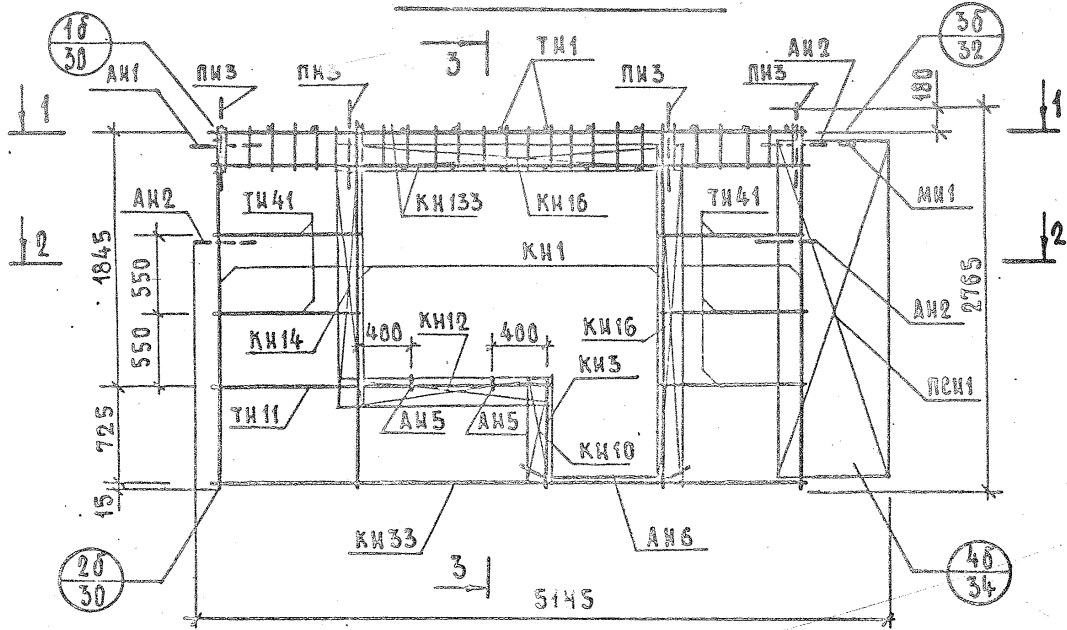 1б
30
3б
32
3
ТН1
АН2
АН1
ПН3
ПН3
ПН3
ПН3
180
1
1
МН1
АН2
ТН41
КН133
КН16
ТН41
2
2
КН1
1845
550
2765
АН2
КН14
400
КН12
400
КН16
550
КН3
ПСН1
ТН11
АН5
АН5
725
КН10
15
КН33
АН6
2б
30
3
4б
34
5145